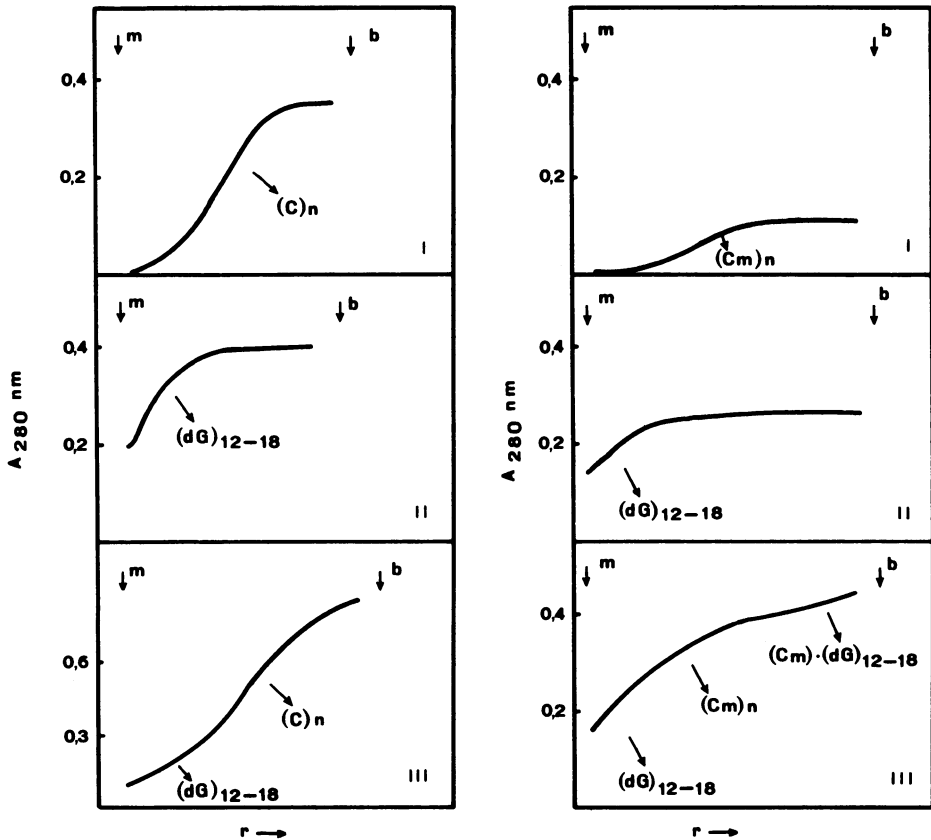 m b
0,4
0,2
(C)n
I
m b
0,4
0,2
(dG)12–18
II
m b
0,6
0,3
(C)n
(dG)12–18
III
A 280 nm
r
m b
0,4
0,2
(Cm)n
I
m b
0,4
0,2
(dG)12–18
II
m b
0,4
0,2
(Cm)·(dG)12–18
(Cm)n
(dG)12–18
III
A 280 nm
r